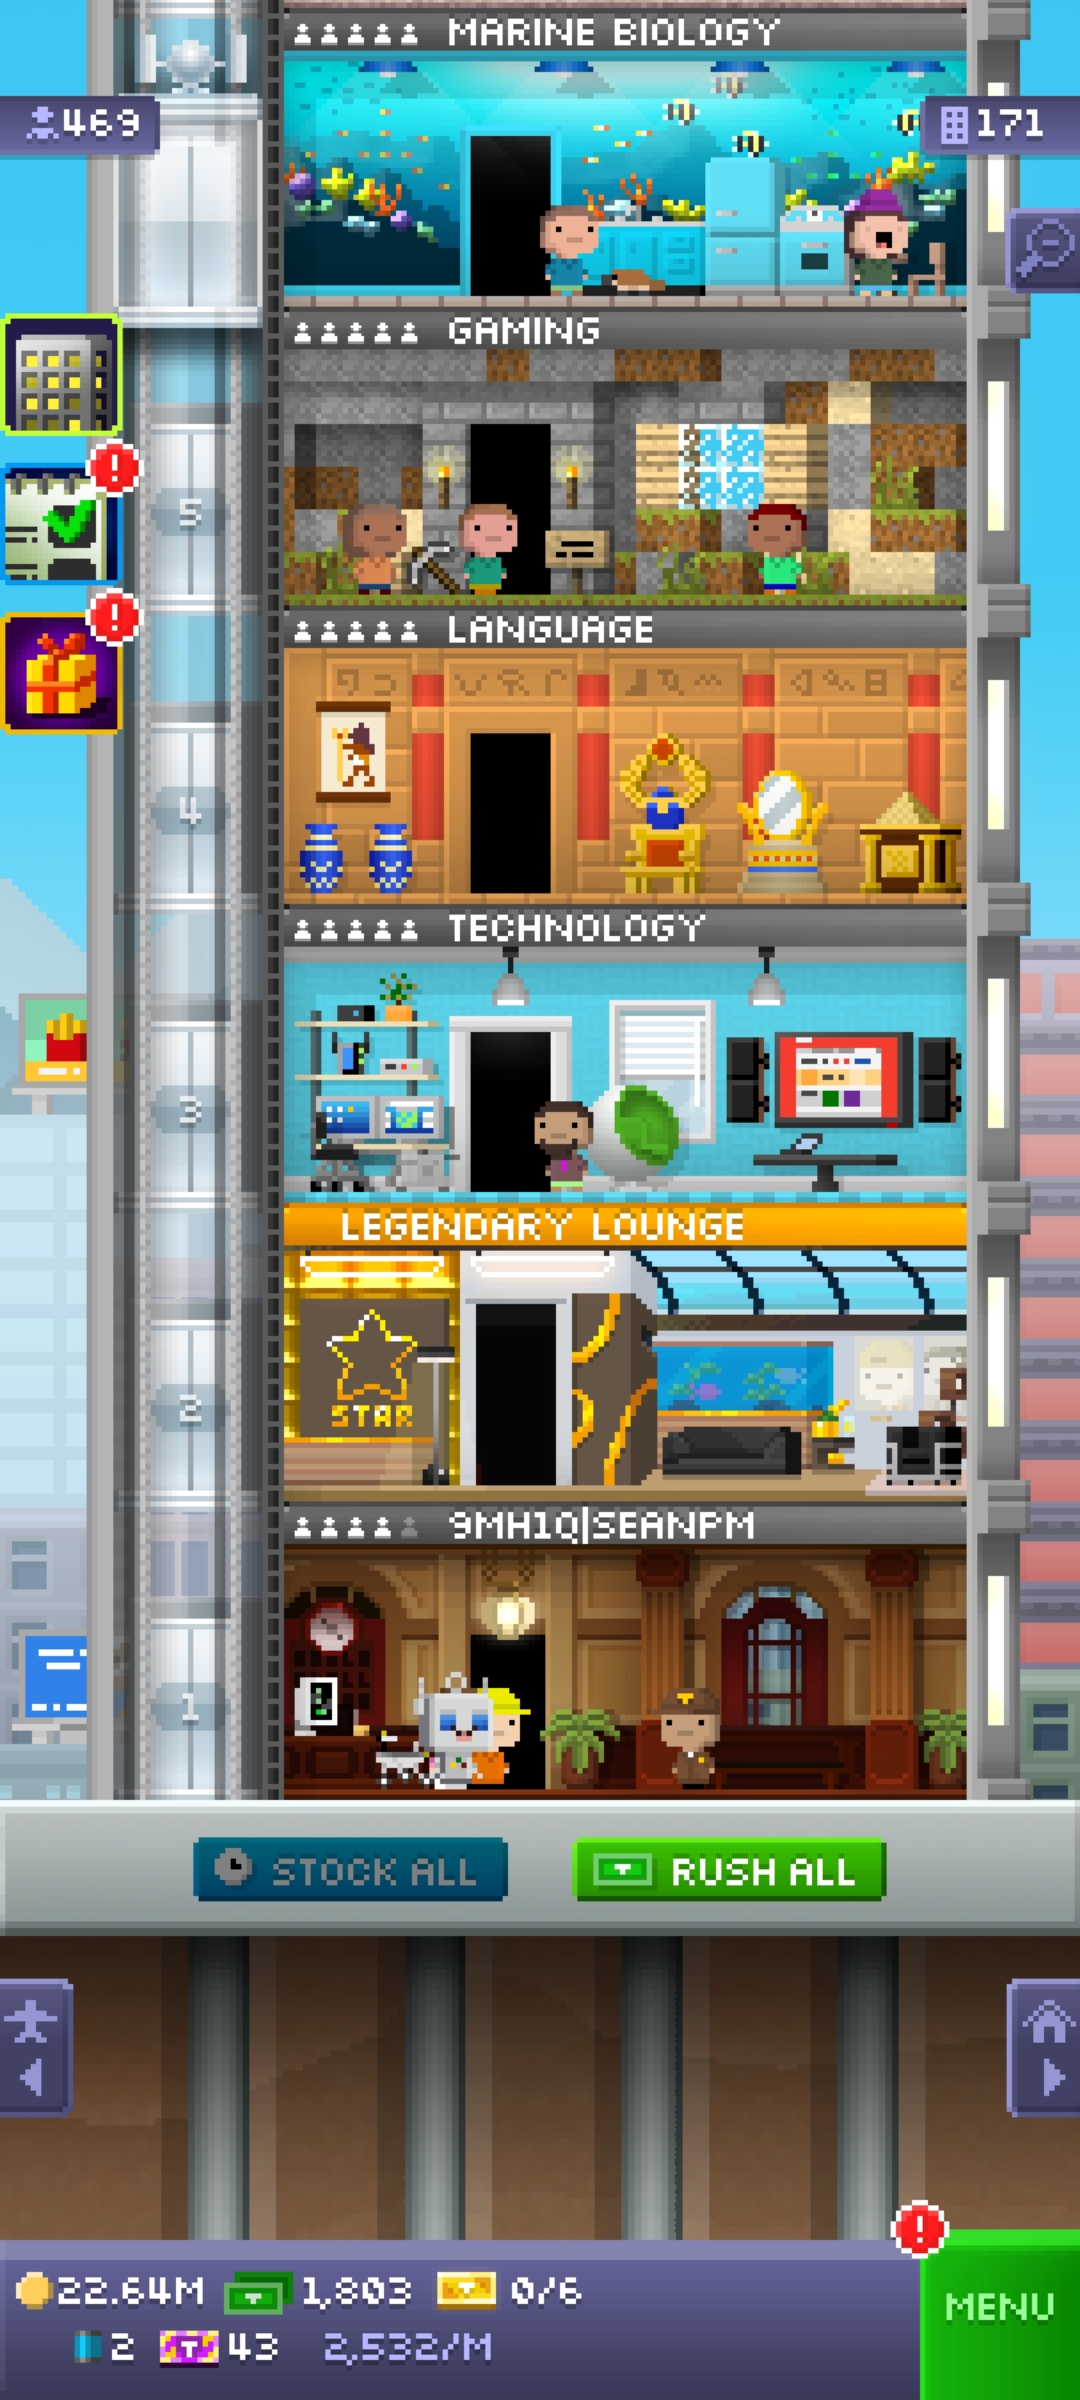 MARINE BIOLOGY
469
171
GAMING
5
LANGUAGE
4
TECHNOLOGY
3
LEGENDARY LOUNGE
STAR
2
9MH1Q|SEANPM
1
STOCK ALL
RUSH ALL
22.64M 1,803 0/6
MENU
2 43 2,532/M